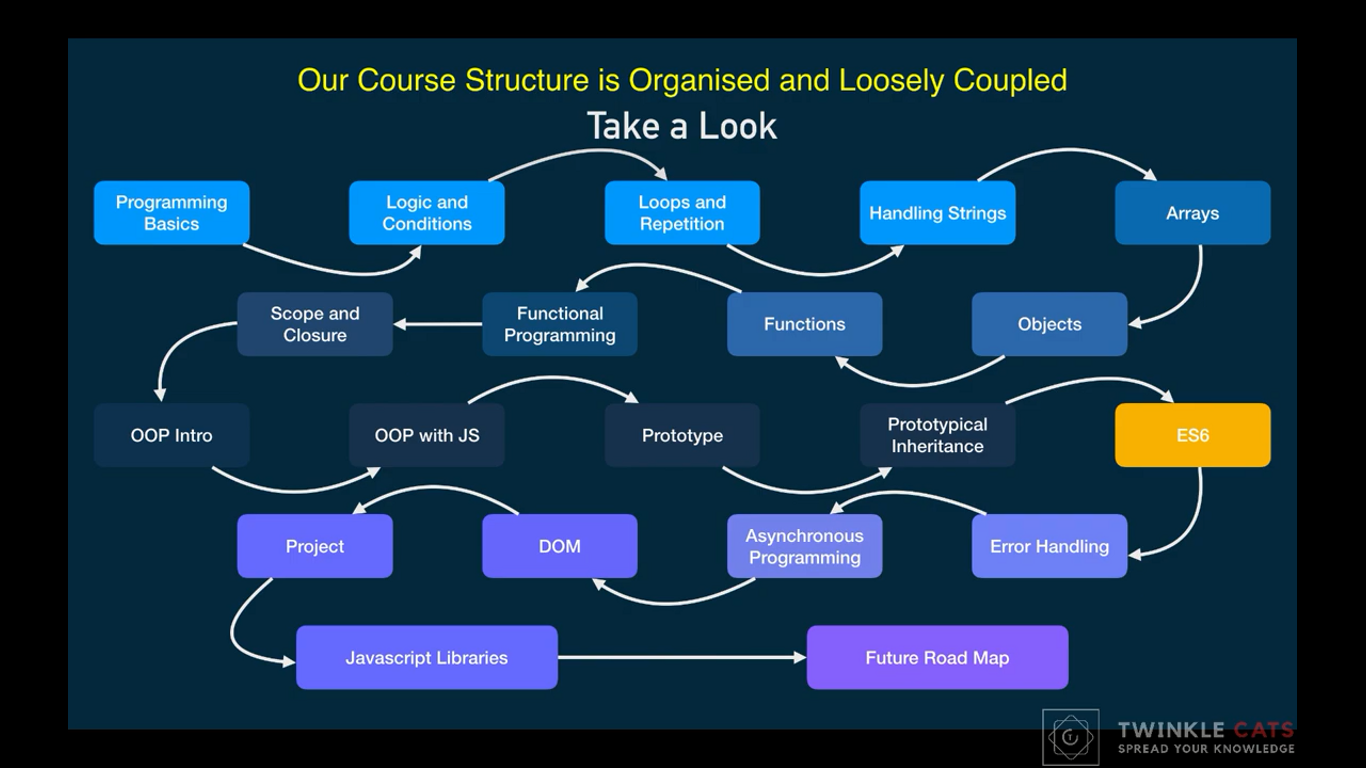 Our Course Structure is Organised and Loosely Coupled
Take a Look
Programming
Basics
Logic and
Conditions
Loops and
Repetition
Handling Strings
Arrays
Objects
Functions
Functional
Programming
Scope and
Closure
OOP Intro
OOP with JS
Prototype
Prototypical
Inheritance
ES6
Error Handling
Asynchronous
Programming
DOM
Project
Javascript Libraries
Future Road Map
TWINKLE CATS
SPREAD YOUR KNOWLEDGE